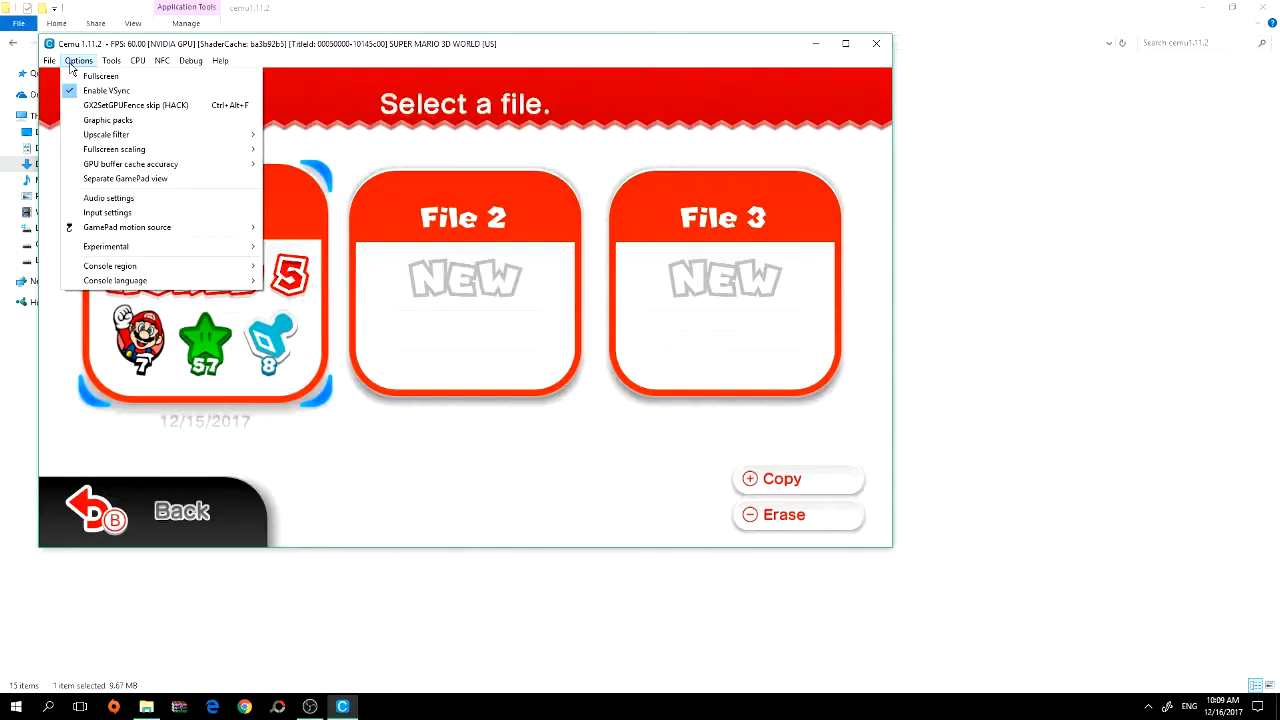 Application Tools
cemu1.11.2
File Home Share View Manage
Search cemu1.11.2
Cemu 1.11.2 - FPS: 60.00 [NVIDIA GPU] [ShaderCache: ba3b92b5] [TitleId: 00050000-10145c00] SUPER MARIO 3D WORLD [US]
File Options Tools CPU NFC Debug Help
Fullscreen
Enable VSync
GX2SetGPUFence skip (HACK) Ctrl+Alt+F
Graphic packs
Upscale filter
Fullscreen scaling
GPU buffer cache accuracy
Separate GamePad view
Audio settings
Input settings
GamePad motion source
Experimental
Console region
Console language
Select a file.
5
7
57
8
12/15/2017
File 2
NEW
File 3
NEW
Copy
Erase
B Back
15 items 1 item selected 9.67 MB
ENG
10:09 AM
12/16/2017